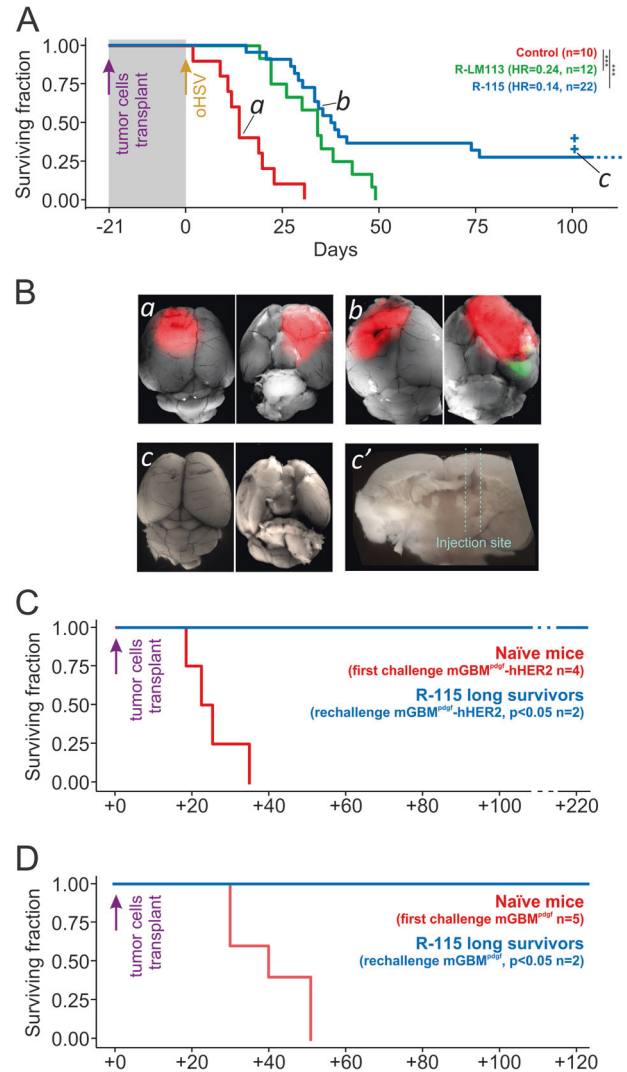 A
Surviving fraction
1.00
0.75
0.50
0.25
0.00
tumor cells
transplant
oHSV
a
b
c
Control (n=10)
R-LM113 (HR=0.24, n=12)
R-115 (HR=0.14, n=22)
***
***
-21
0
25
50
75
100
Days
B
a
b
c
c’
Injection site
C
Surviving fraction
1.00
0.75
0.50
0.25
0.00
tumor cells
transplant
Naïve mice
(first challenge mGBMpdgf-hHER2 n=4)
R-115 long survivors
(rechallenge mGBMpdgf-hHER2, p<0.05 n=2)
+0
+20
+40
+60
+80
+100
+220
D
Surviving fraction
1.00
0.75
0.50
0.25
0.00
tumor cells
transplant
Naïve mice
(first challenge mGBMpdgf n=5)
R-115 long survivors
(rechallenge mGBMpdgf, p<0.05 n=2)
+0
+20
+40
+60
+80
+100
+120